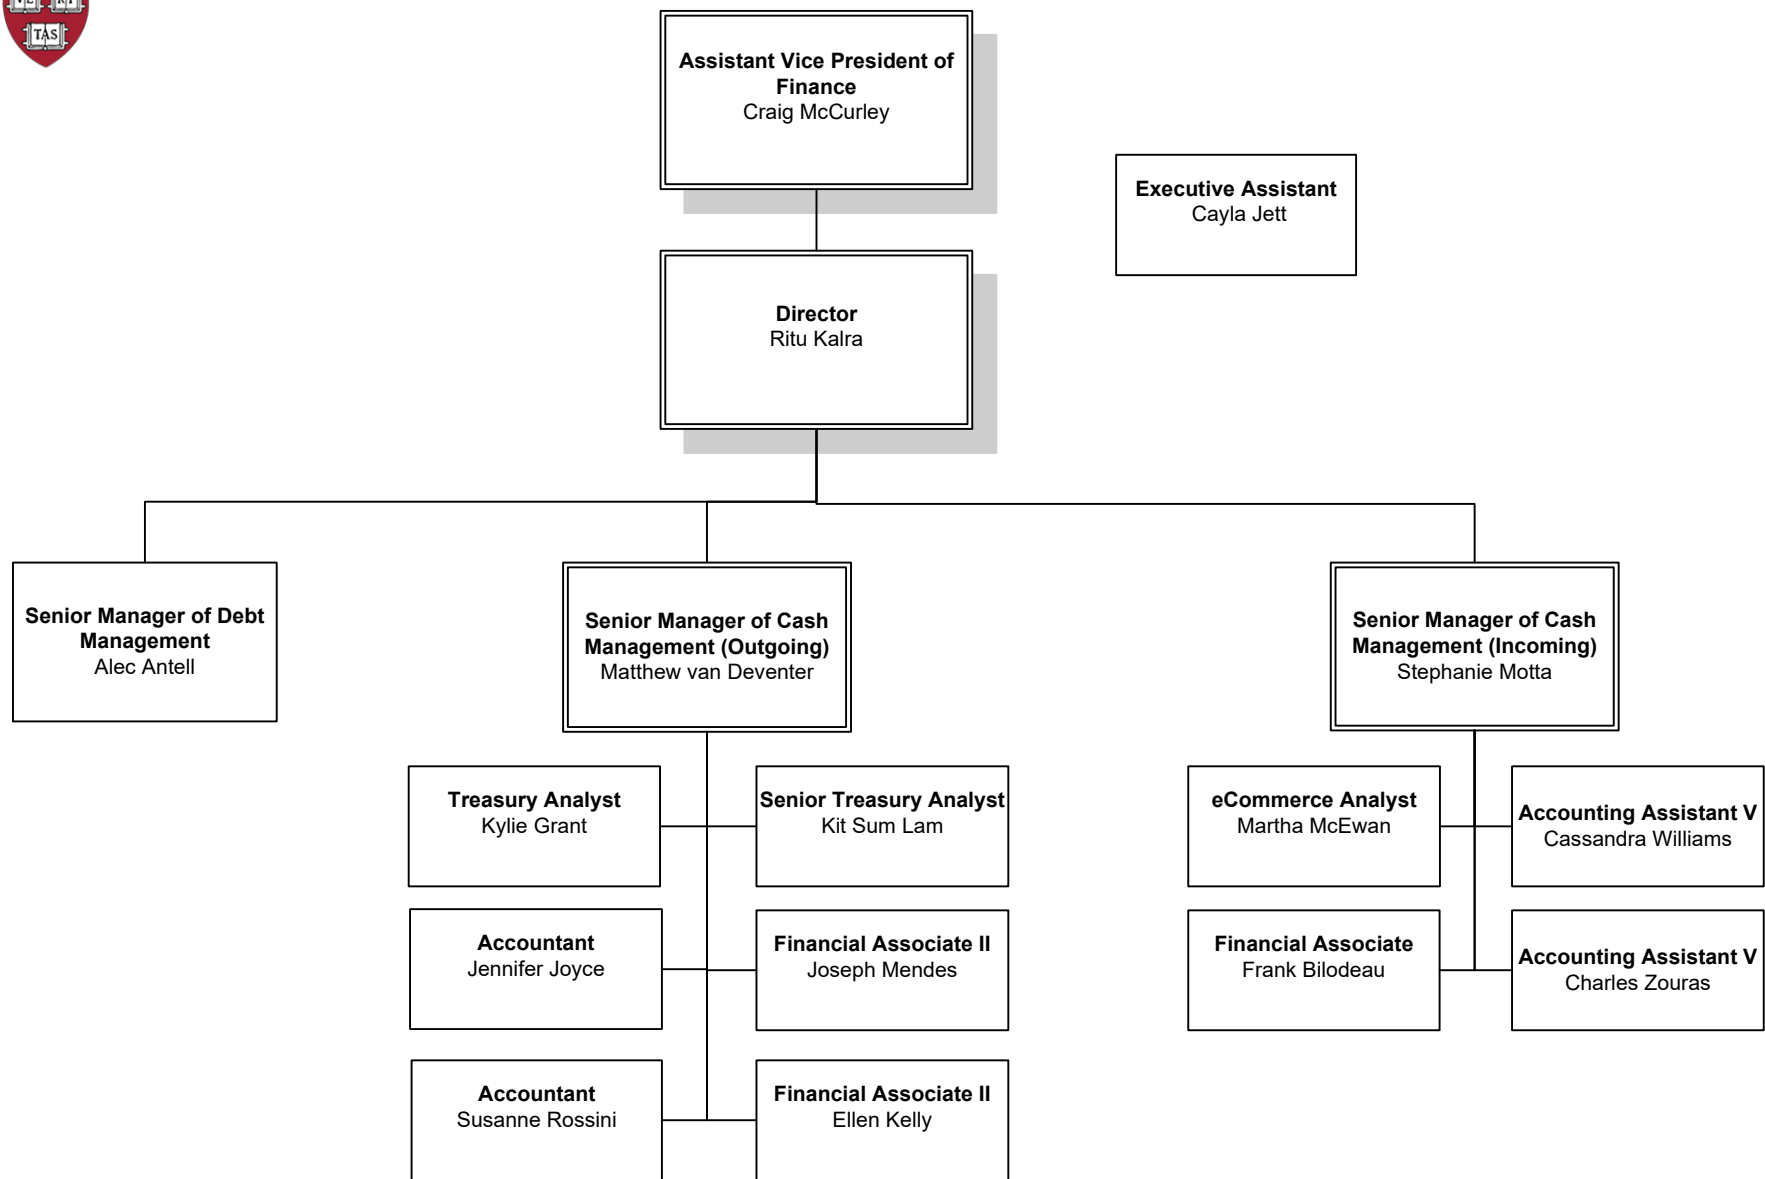 TAS
Assistant Vice President of
Finance
Craig McCurley
Executive Assistant
Cayla Jett
Director
Ritu Kalra
Senior Manager of Debt
Management
Alec Antell
Senior Manager of Cash
Management (Outgoing)
Matthew van Deventer
Senior Manager of Cash
Management (Incoming)
Stephanie Motta
Treasury Analyst
Kylie Grant
Senior Treasury Analyst
Kit Sum Lam
eCommerce Analyst
Martha McEwan
Accounting Assistant V
Cassandra Williams
Accountant
Jennifer Joyce
Financial Associate II
Joseph Mendes
Financial Associate
Frank Bilodeau
Accounting Assistant V
Charles Zouras
Accountant
Susanne Rossini
Financial Associate II
Ellen Kelly